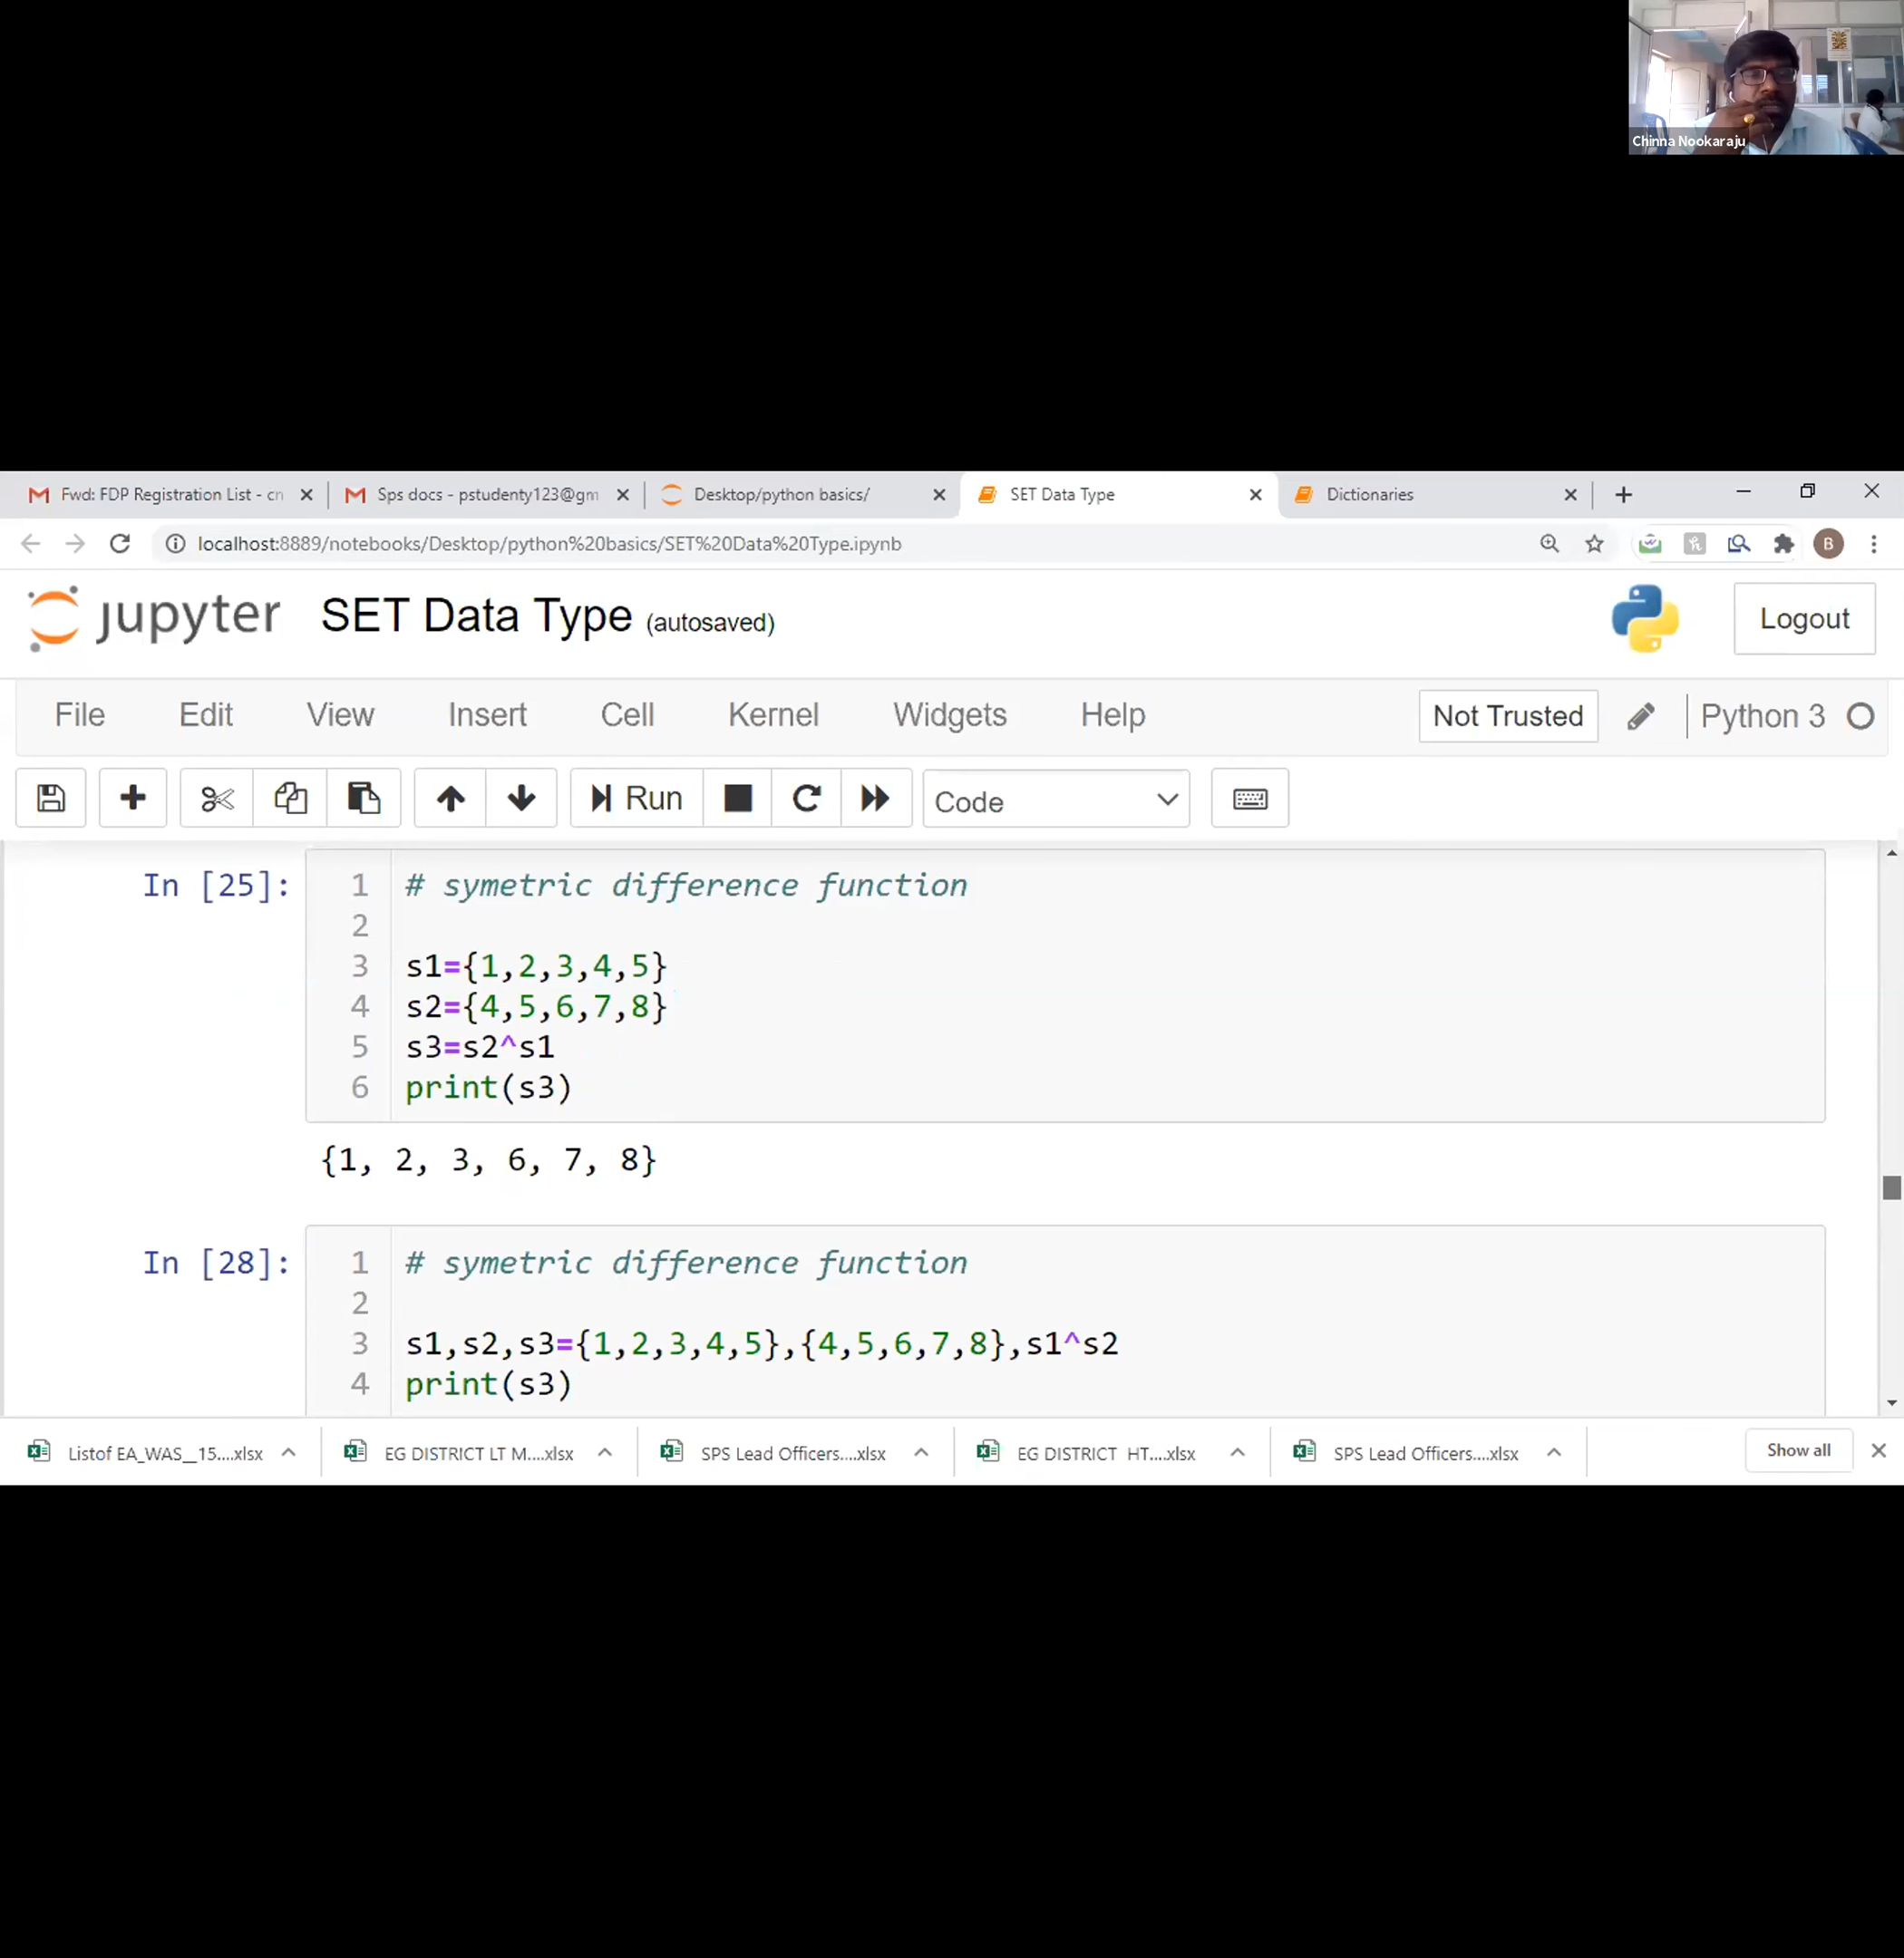 Chinna Nookaraju
Fwd: FDP Registration List - cn
Sps docs - pstudenty123@gm
Desktop/python basics/
SET Data Type
Dictionaries
localhost:8889/notebooks/Desktop/python%20basics/SET%20Data%20Type.ipynb
B
jupyter SET Data Type (autosaved)
Logout
File Edit View Insert Cell Kernel Widgets Help
Not Trusted
Python 3
Run
Code
In [25]:
1 # symetric difference function
2
3 s1={1,2,3,4,5}
4 s2={4,5,6,7,8}
5 s3=s2^s1
6 print(s3)
{1, 2, 3, 6, 7, 8}
In [28]:
1 # symetric difference function
2
3 s1,s2,s3={1,2,3,4,5},{4,5,6,7,8},s1^s2
4 print(s3)
Listof EA_WAS__15....xlsx
EG DISTRICT LT M....xlsx
SPS Lead Officers....xlsx
EG DISTRICT HT....xlsx
SPS Lead Officers....xlsx
Show all